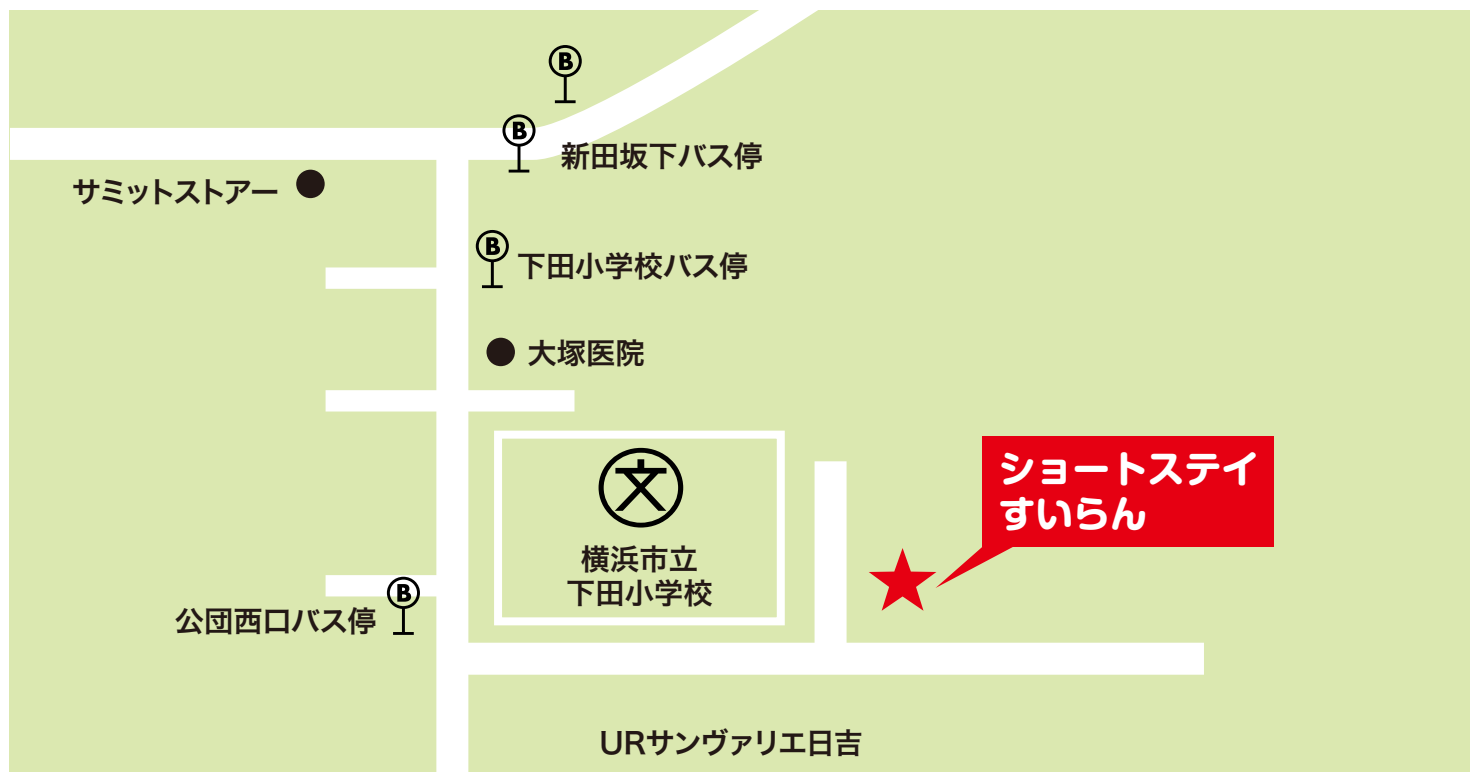 B
B
新田坂下バス停
サミットストアー
B
下田小学校バス停
大塚医院
ショートステイ
すいらん
文
横浜市立
下田小学校
B
公団西口バス停
URサンヴァリエ日吉